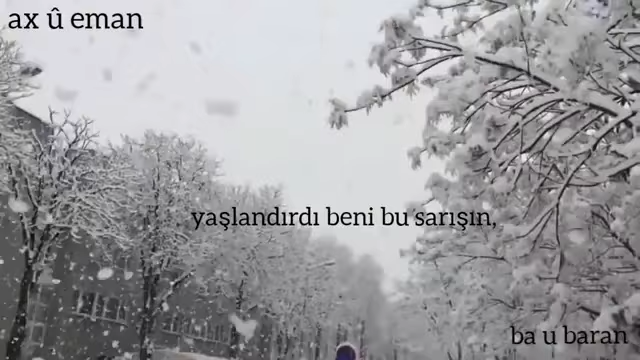 ax û eman
yaşlandırdı beni bu sarışın,
ba u baran